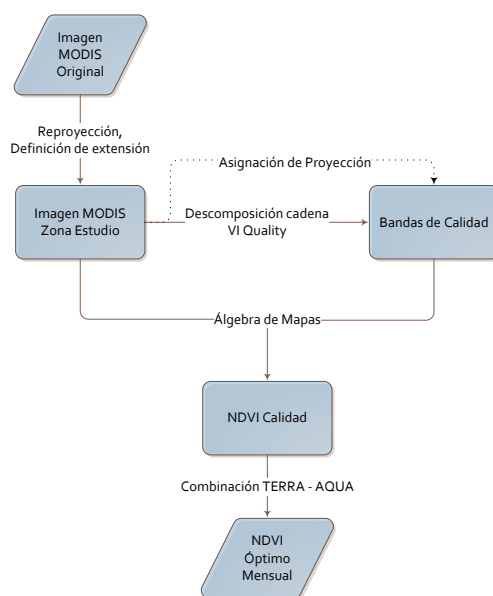 Imagen
MODIS
Original
Reproyección,
Definición de extensión
Asignación de Proyección
Imagen MODIS
Zona Estudio
Descomposición cadena
VI Quality
Bandas de Calidad
Álgebra de Mapas
NDVI Calidad
Combinación TERRA - AQUA
NDVI
Óptimo
Mensual